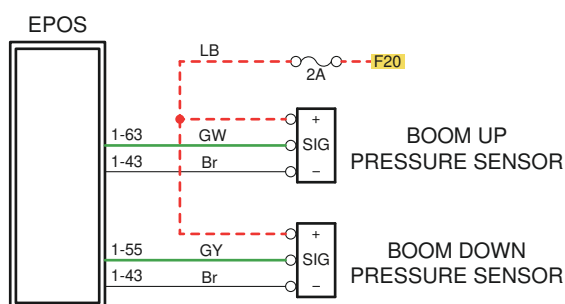 EPOS
LB
2A
F20
+
1-63 GW SIG
1-43 Br −
BOOM UP
PRESSURE SENSOR
+
1-55 GY SIG
1-43 Br −
BOOM DOWN
PRESSURE SENSOR